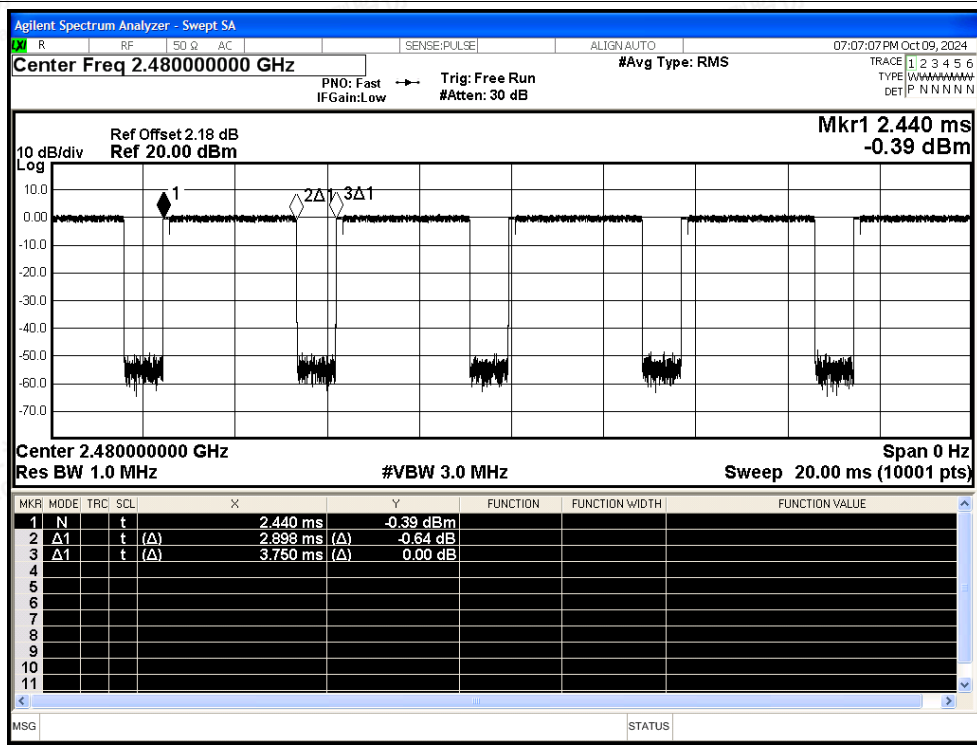 Agilent Spectrum Analyzer - Swept SA
LXI R RF 50 Ω AC SENSE:PULSE ALIGN AUTO 07:07:07 PM Oct 09, 2024
Center Freq 2.480000000 GHz #Avg Type: RMS TRACE 1 2 3 4 5 6
PNO: Fast Trig: Free Run TYPE WWWWWW
IFGain:Low #Atten: 30 dB DET P N N N N N
Mkr1 2.440 ms
Ref Offset 2.18 dB
10 dB/div Ref 20.00 dBm -0.39 dBm
Log
10.0
1 2Δ1 3Δ1
0.00
-10.0
-20.0
-30.0
-40.0
-50.0
-60.0
-70.0
Center 2.480000000 GHz Span 0 Hz
Res BW 1.0 MHz #VBW 3.0 MHz Sweep 20.00 ms (10001 pts)
MKR MODE TRC SCL X Y FUNCTION FUNCTION WIDTH FUNCTION VALUE
1 N t 2.440 ms -0.39 dBm
2 Δ1 t (Δ) 2.898 ms (Δ) -0.64 dB
3 Δ1 t (Δ) 3.750 ms (Δ) 0.00 dB
4
5
6
7
8
9
10
11
MSG STATUS